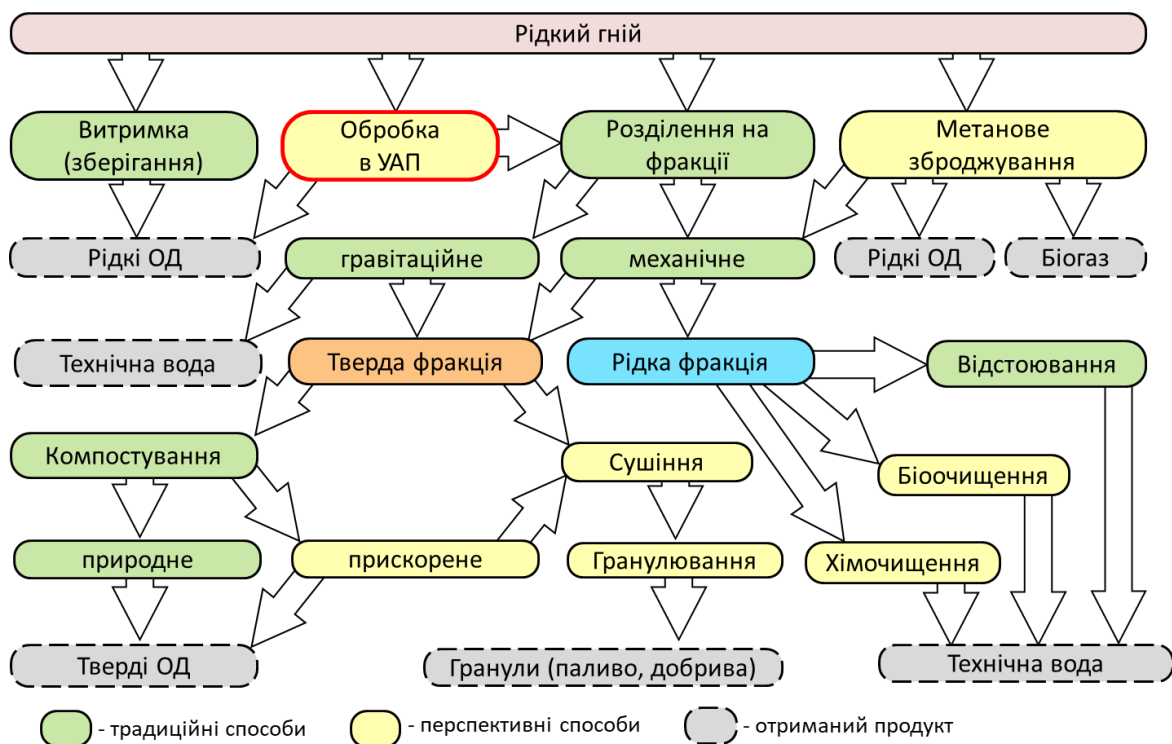 Рідкий гній
Витримка
(зберігання)
Обробка
в УАП
Розділення на
фракції
Метанове
зброджування
Рідкі ОД
гравітаційне
механічне
Рідкі ОД
Біогаз
Технічна вода
Тверда фракція
Рідка фракція
Відстоювання
Компостування
Сушіння
Біоочищення
природне
прискорене
Гранулювання
Хімочищення
Тверді ОД
Гранули (паливо, добрива)
Технічна вода
- традиційні способи
- перспективні способи
- отриманий продукт